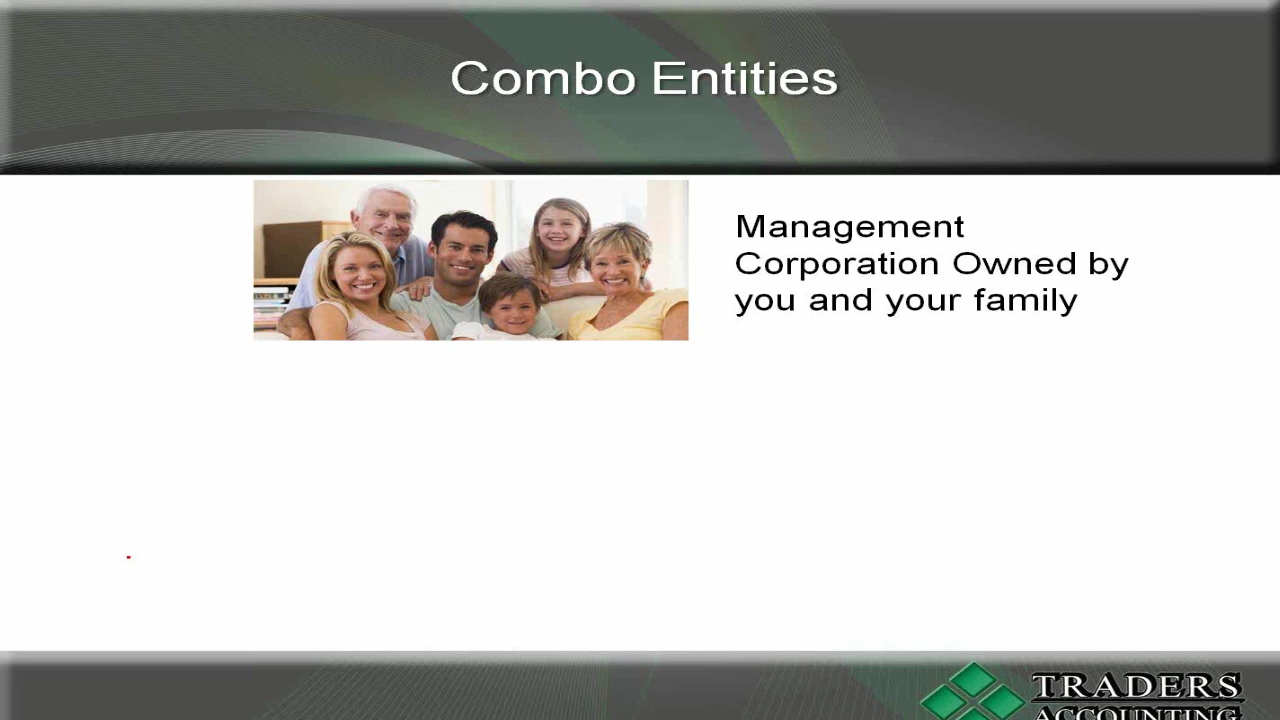 Combo Entities
Management
Corporation Owned by
you and your family
TRADERS
ACCOUNTING